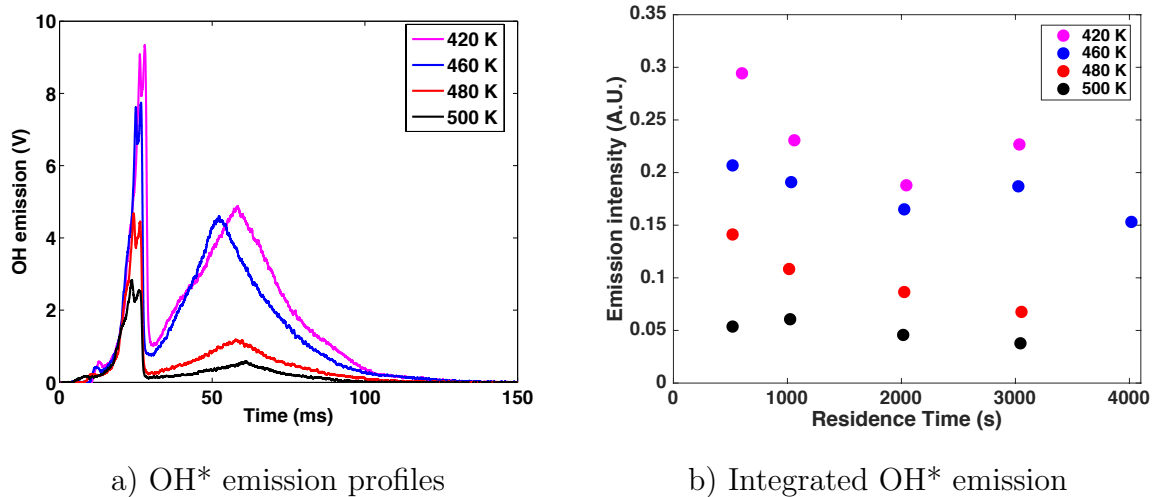 10
8
6
4
2
0
OH emission (V)
0
50
100
150
Time (ms)
420 K
460 K
480 K
500 K
0.35
0.3
0.25
0.2
0.15
0.1
0.05
0
Emission intensity (A.U.)
0
1000
2000
3000
4000
Residence Time (s)
420 K
460 K
480 K
500 K
a) OH* emission profiles
b) Integrated OH* emission